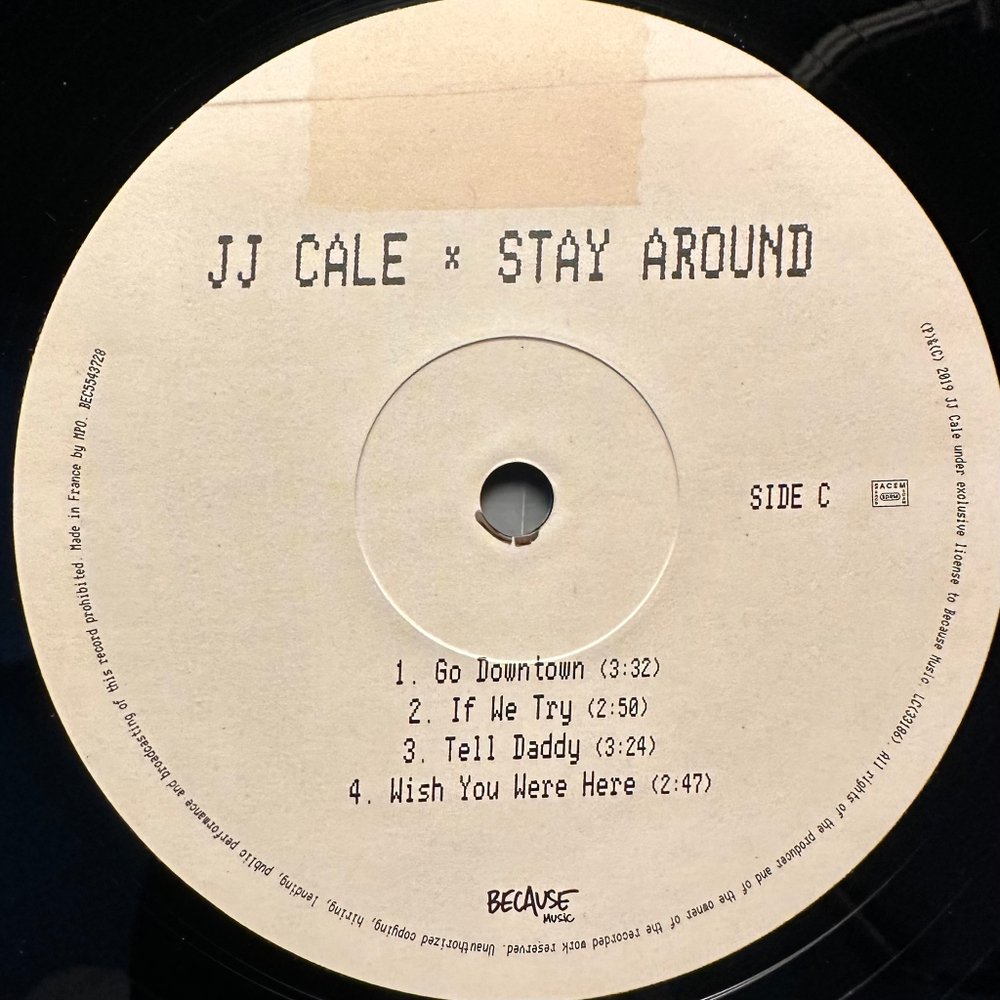 JJ CALE x STAY AROUND
SIDE C
SACEM
1. Go Downtown (3:32)
2. If We Try (2:50)
3. Tell Daddy (3:24)
4. Wish You Were Here (2:47)
BECAUSE
MUSIC
(P)&(C) 2019 JJ Cale under exclusive license to Because Music. LC(33186). All rights of the producer and of the owner of the recorded work reserved. Unauthorized copying, hiring, lending, public performance and broadcasting of this record prohibited. Made in France by MPO. BEC5543728